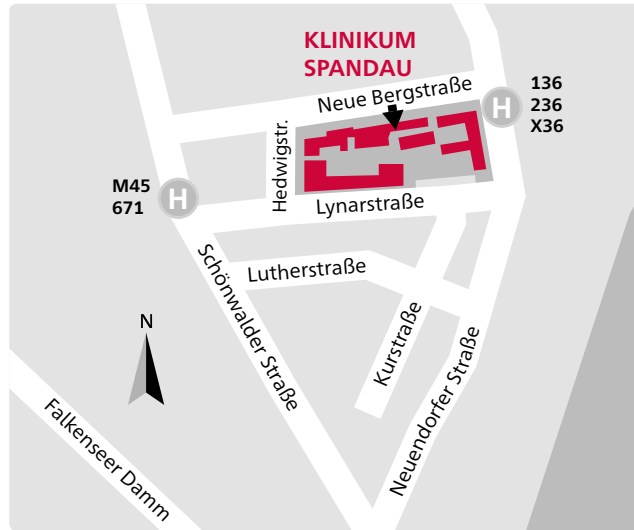 KLINIKUM
SPANDAU
Neue Bergstraße
H
136
236
X36
Hedwigstr.
M45
671
H
Lynarstraße
Schönwalder Straße
Lutherstraße
Kurstraße
Neuendorfer Straße
N
Falkenseer Damm